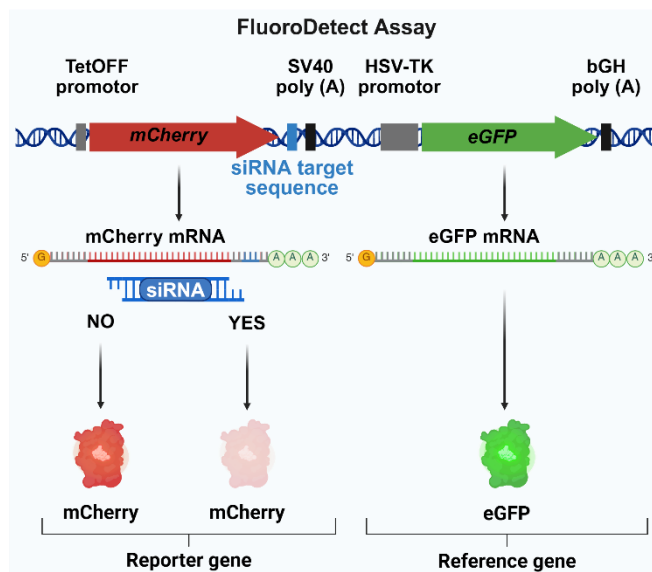 FluoroDetect Assay
TetOFF
promotor
SV40
poly (A)
HSV-TK
promotor
bGH
poly (A)
mCherry
eGFP
siRNA target
sequence
mCherry mRNA
eGFP mRNA
5' G A A A 3'
5' G A A A 3'
siRNA
NO
YES
mCherry
mCherry
eGFP
Reporter gene
Reference gene